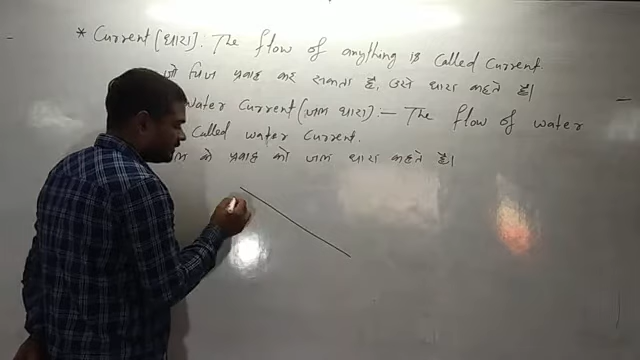 * Current (धारा). The flow of anything is called Current.
जो चिज प्रवाह कर सकता है, उसे धारा कहते हैं।
water Current (जल धारा) :— The flow of water
Called water Current.
के प्रवाह को जल धारा कहते हैं।